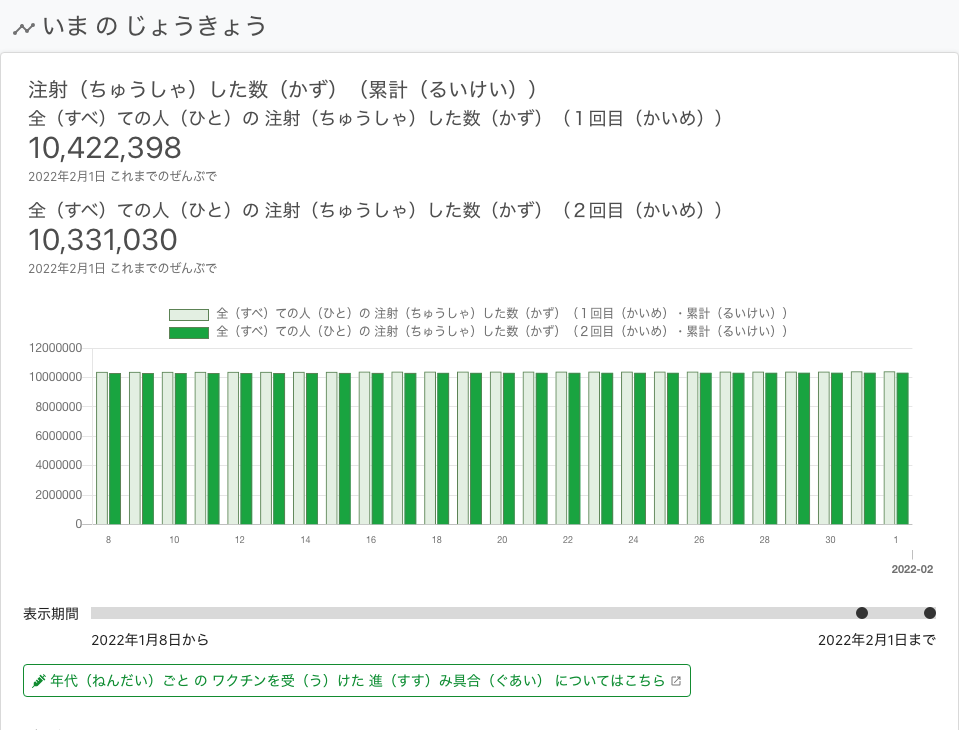 いま の じょうきょう
注射（ちゅうしゃ）した数（かず）（累計（るいけい））
全（すべ）ての人（ひと）の 注射（ちゅうしゃ）した数（かず）（１回目（かいめ））
10,422,398
2022年2月1日 これまでのぜんぶで
全（すべ）ての人（ひと）の 注射（ちゅうしゃ）した数（かず）（２回目（かいめ））
10,331,030
2022年2月1日 これまでのぜんぶで
全（すべ）ての人（ひと）の 注射（ちゅうしゃ）した数（かず）（１回目（かいめ）・累計（るいけい））
全（すべ）ての人（ひと）の 注射（ちゅうしゃ）した数（かず）（２回目（かいめ）・累計（るいけい））
12000000
10000000
8000000
6000000
4000000
2000000
0
8 10 12 14 16 18 20 22 24 26 28 30 1
2022-02
表示期間
2022年1月8日から 2022年2月1日まで
年代（ねんだい）ごと の ワクチンを受（う）けた 進（すす）み具合（ぐあい） についてはこちら